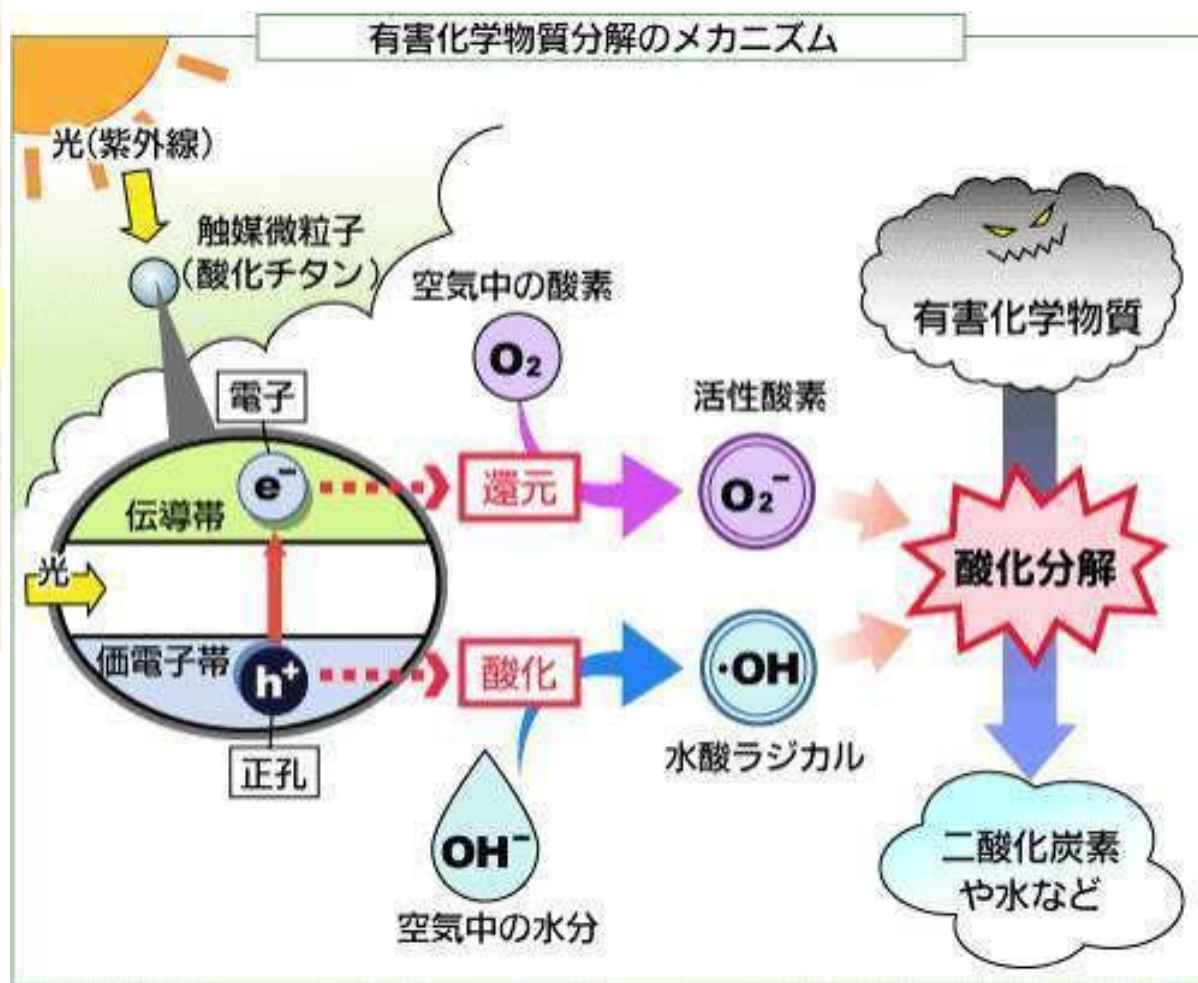 有害化学物質分解のメカニズム
光(紫外線)
触媒微粒子
(酸化チタン)
空気中の酸素
O₂
有害化学物質
電子
e⁻
伝導帯
還元
活性酸素
O₂⁻
光
酸化分解
価電子帯
h⁺
酸化
·OH
正孔
水酸ラジカル
OH⁻
空気中の水分
二酸化炭素
や水など